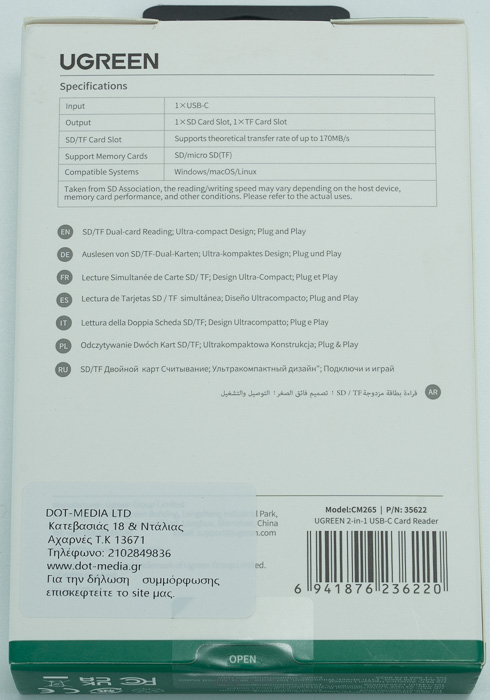 UGREEN
Specifications
Input 1×USB-C
Output 1×SD Card Slot, 1×TF Card Slot
SD/TF Card Slot Supports theoretical transfer rate of up to 170MB/s
Support Memory Cards SD/micro SD(TF)
Compatible Systems Windows/macOS/Linux
Taken from SD Association, the reading/writing speed may vary depending on the host device,
memory card performance, and other conditions. Please refer to the actual uses.
EN SD/TF Dual-card Reading; Ultra-compact Design; Plug and Play
DE Auslesen von SD/TF-Dual-Karten; Ultra-kompaktes Design; Plug und Play
FR Lecture Simultanée de Carte SD/ TF; Design Ultra-Compact; Plug et Play
ES Lectura de Tarjetas SD / TF simultánea; Diseño Ultracompacto; Plug and Play
IT Lettura della Doppia Scheda SD/TF; Design Ultracompatto; Plug e Play
PL Odczytywanie Dwóch Kart SD/TF; Ultrakompaktowa Konstrukcja; Plug & Play
RU SD/TF Двойной карт Считывание; Ультракомпактный дизайн"; Подключи и играй
AR قراءة بطاقة مزدوجة SD / TF ؛ تصميم فائق الصغر ؛ التوصيل والتشغيل
DOT-MEDIA LTD
Κατεβασιάς 18 & Ντάλιας
Αχαρνές Τ.Κ 13671
Τηλέφωνο: 2102849836
www.dot-media.gr
Για την δήλωση συμμόρφωσης
επισκεφτείτε το site μας.
Park,
China
.com
Limited.
Model:CM265 | P/N: 35622
UGREEN 2-in-1 USB-C Card Reader
6 941876 236220
OPEN